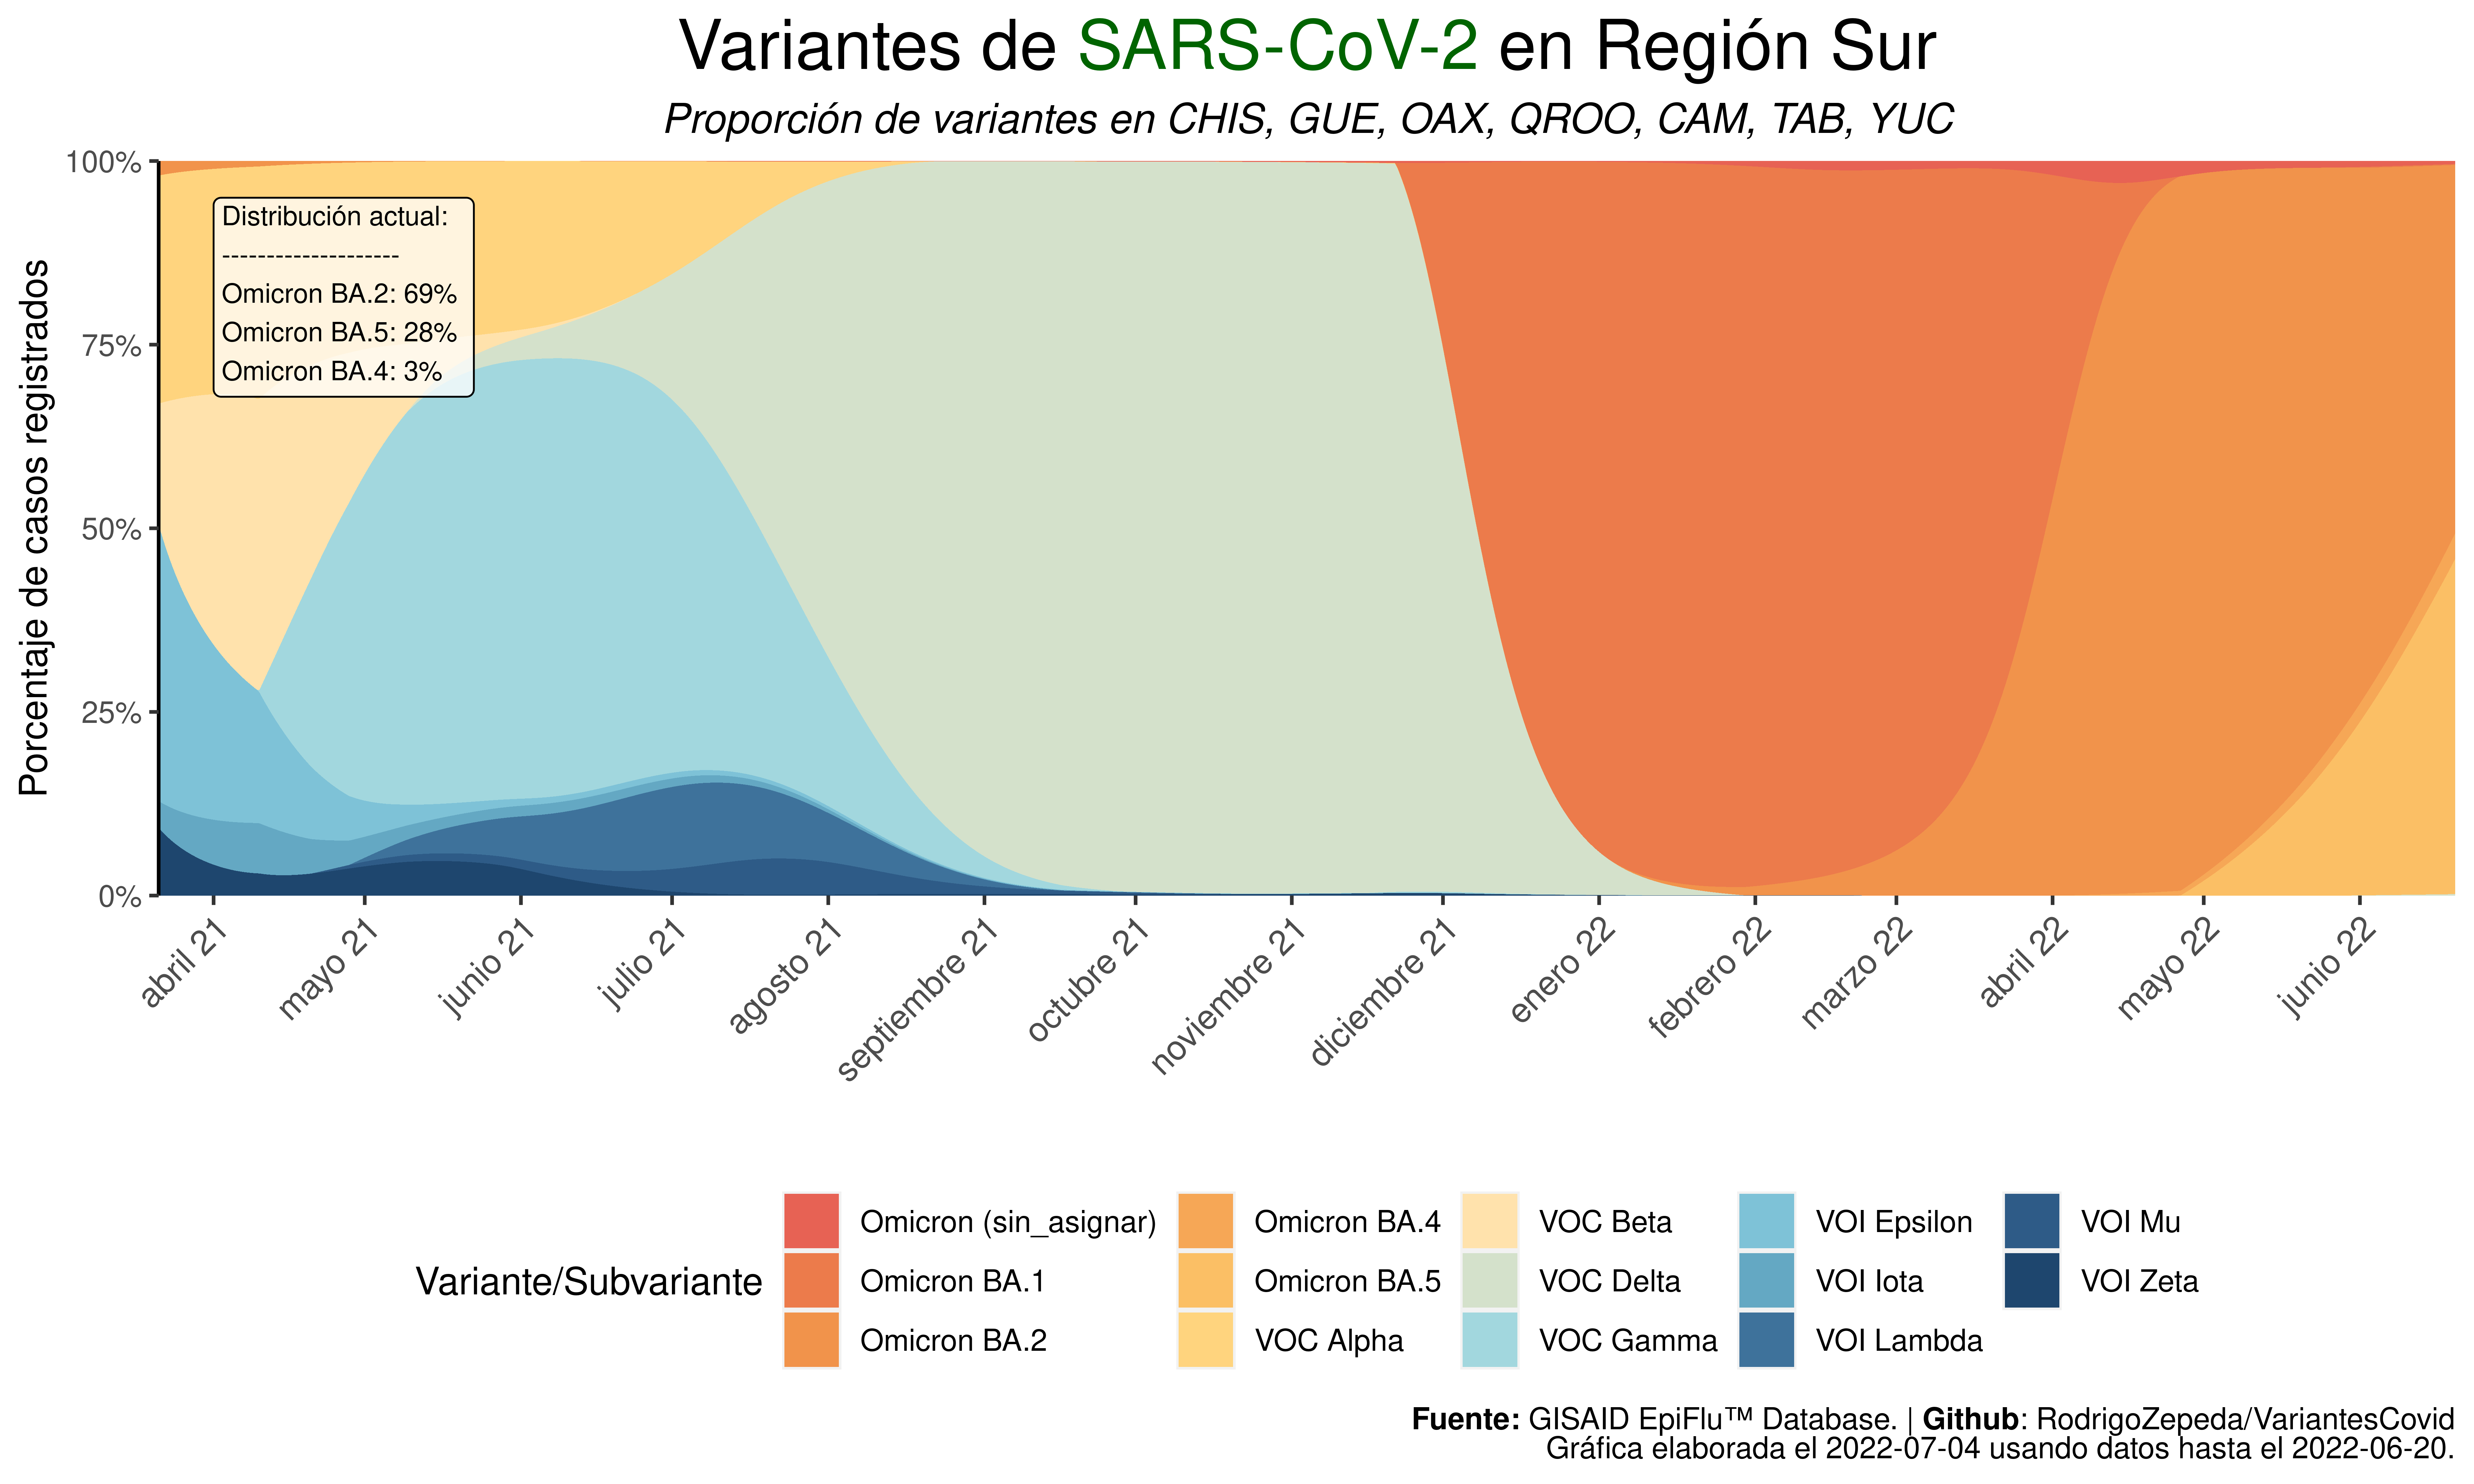 Variantes de SARS-CoV-2 en Región Sur
Proporción de variantes en CHIS, GUE, OAX, QROO, CAM, TAB, YUC
Porcentaje de casos registrados
100%
75%
50%
25%
0%
Distribución actual:
--------------------
Omicron BA.2: 69%
Omicron BA.5: 28%
Omicron BA.4: 3%
abril 21
mayo 21
junio 21
julio 21
agosto 21
septiembre 21
octubre 21
noviembre 21
diciembre 21
enero 22
febrero 22
marzo 22
abril 22
mayo 22
junio 22
Variante/Subvariante
Omicron (sin_asignar)
Omicron BA.1
Omicron BA.2
Omicron BA.4
Omicron BA.5
VOC Alpha
VOC Beta
VOC Delta
VOC Gamma
VOI Epsilon
VOI Iota
VOI Lambda
VOI Mu
VOI Zeta
Fuente: GISAID EpiFlu™ Database. | Github: RodrigoZepeda/VariantesCovid
Gráfica elaborada el 2022-07-04 usando datos hasta el 2022-06-20.